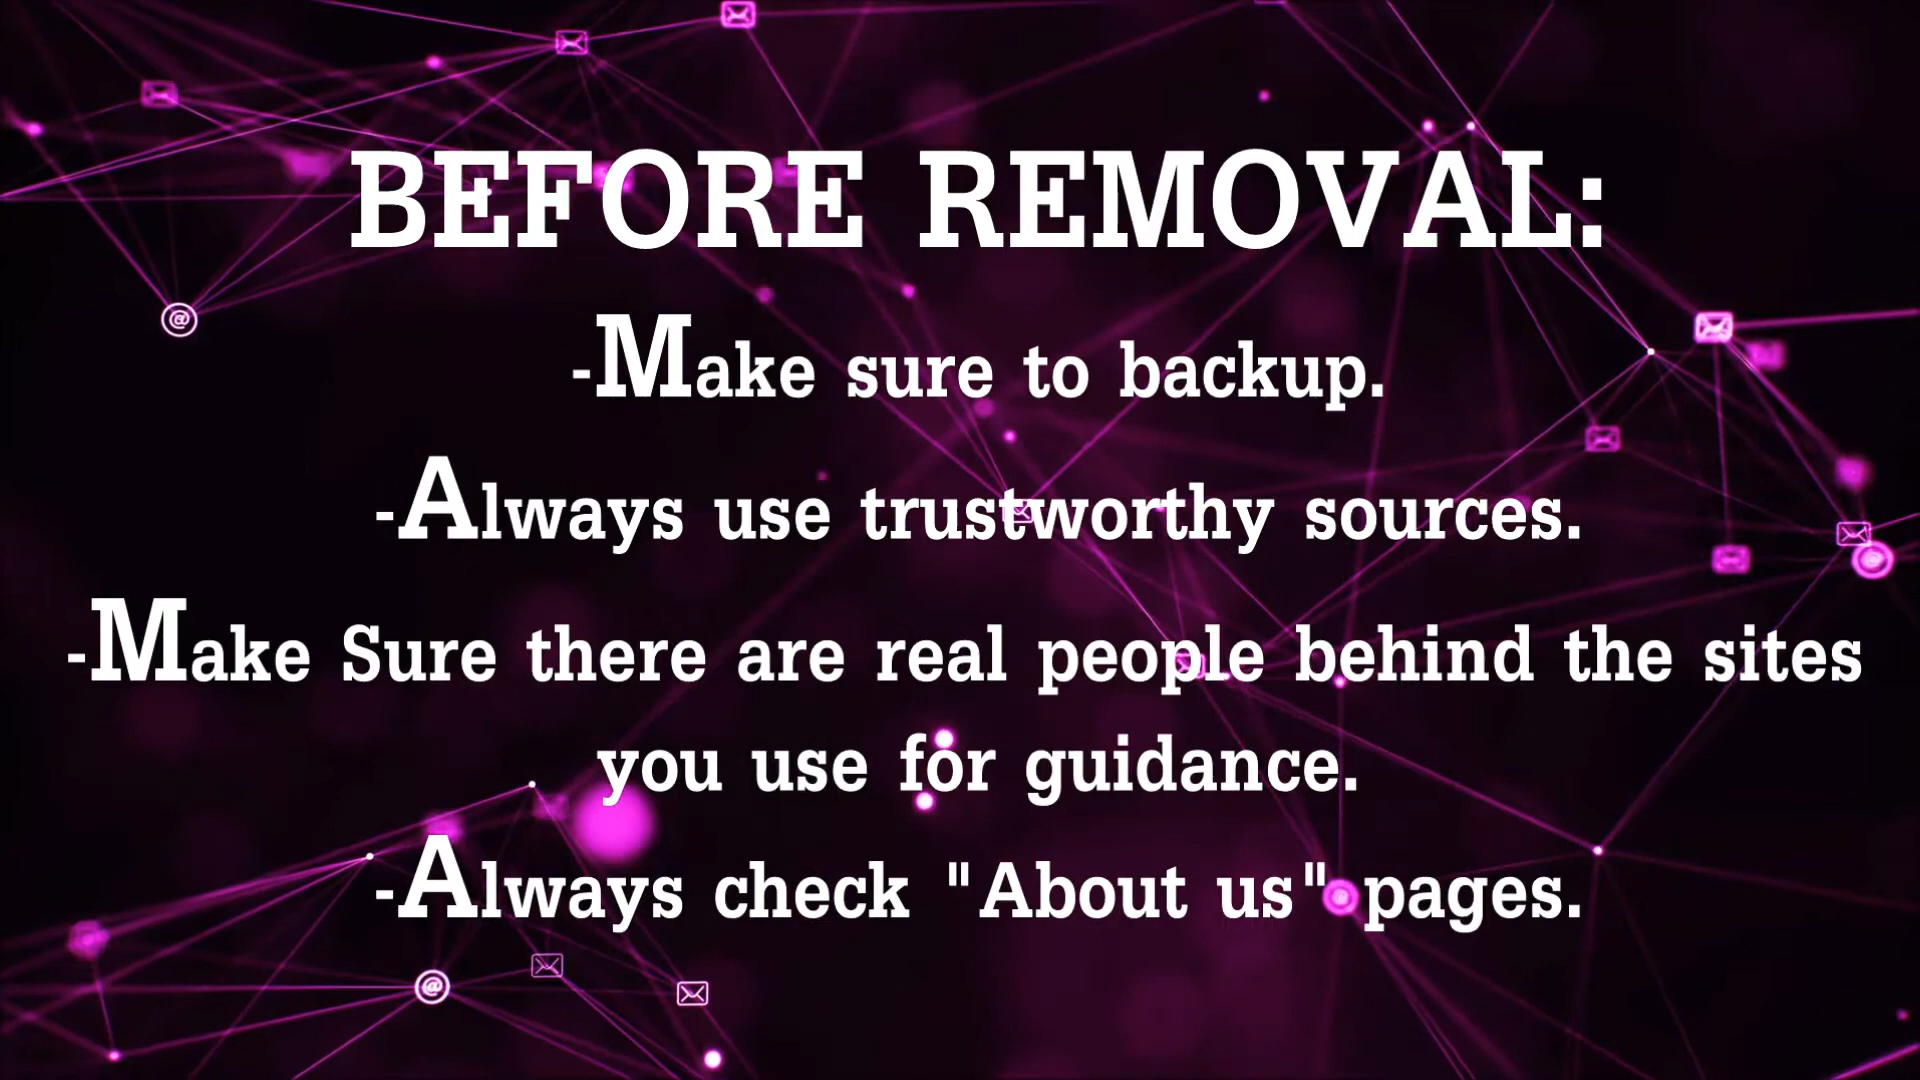 BEFORE REMOVAL:
-Make sure to backup.
-Always use trustworthy sources.
-Make Sure there are real people behind the sites
you use for guidance.
-Always check "About us" pages.